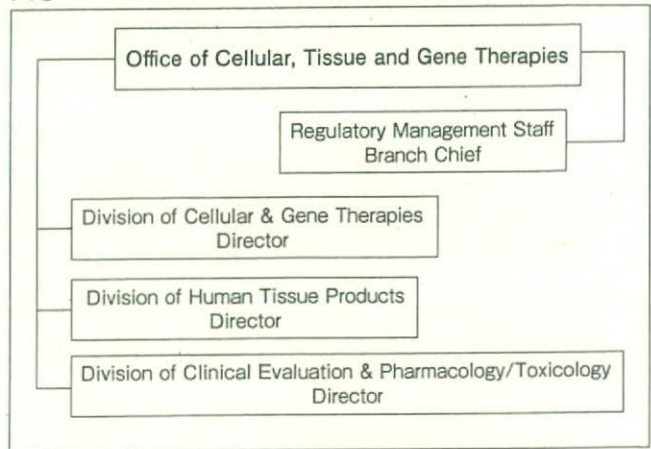 Office of Cellular, Tissue and Gene Therapies
Regulatory Management Staff
Branch Chief
Division of Cellular & Gene Therapies
Director
Division of Human Tissue Products
Director
Division of Clinical Evaluation & Pharmacology/Toxicology
Director